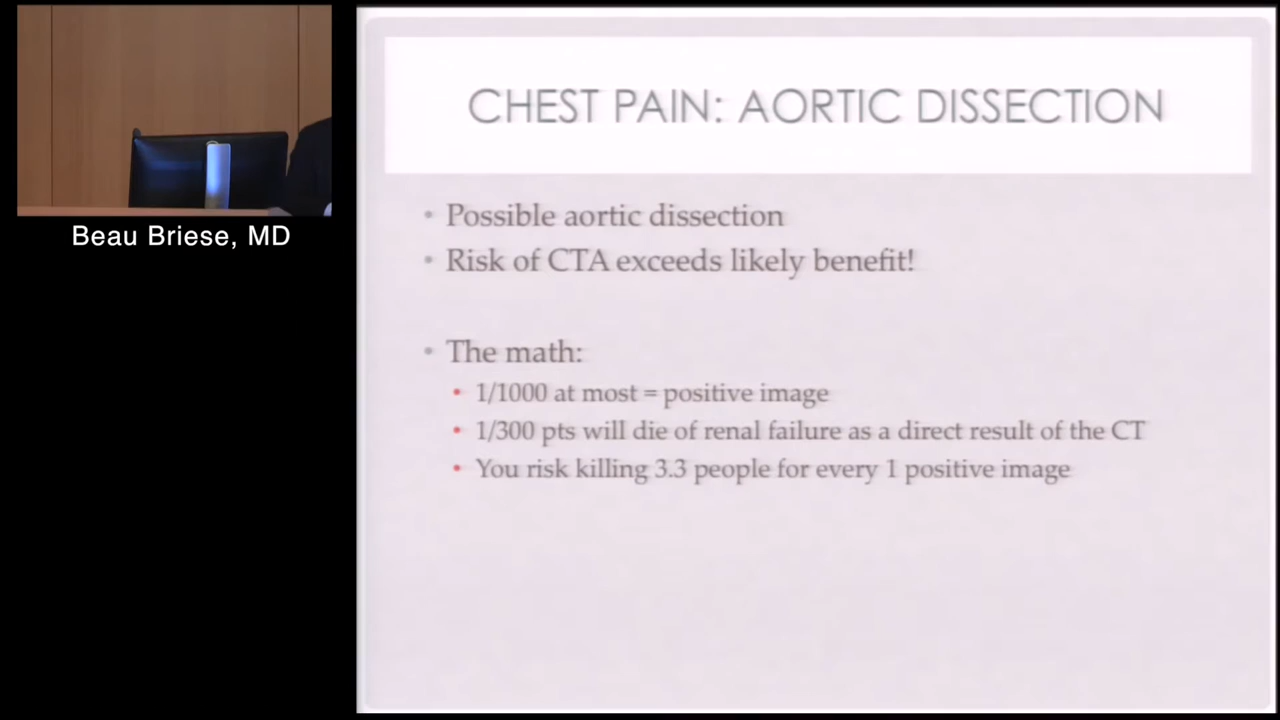 Beau Briese, MD
CHEST PAIN: AORTIC DISSECTION
• Possible aortic dissection
• Risk of CTA exceeds likely benefit!
• The math:
• 1/1000 at most = positive image
• 1/300 pts will die of renal failure as a direct result of the CT
• You risk killing 3.3 people for every 1 positive image